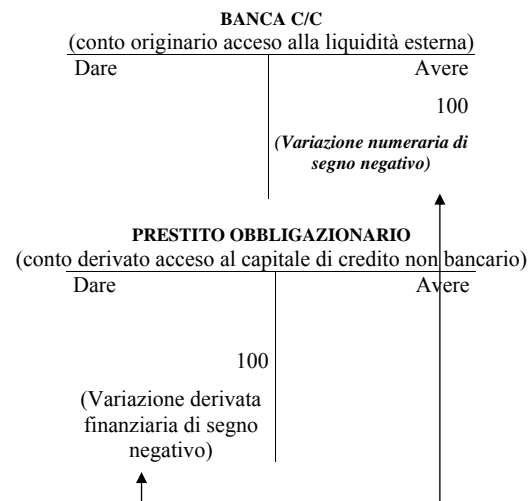 BANCA C/C
(conto originario acceso alla liquidità esterna)
Dare Avere
100
(Variazione numeraria di
segno negativo)
PRESTITO OBBLIGAZIONARIO
(conto derivato acceso al capitale di credito non bancario)
Dare Avere
100
(Variazione derivata
finanziaria di segno
negativo)